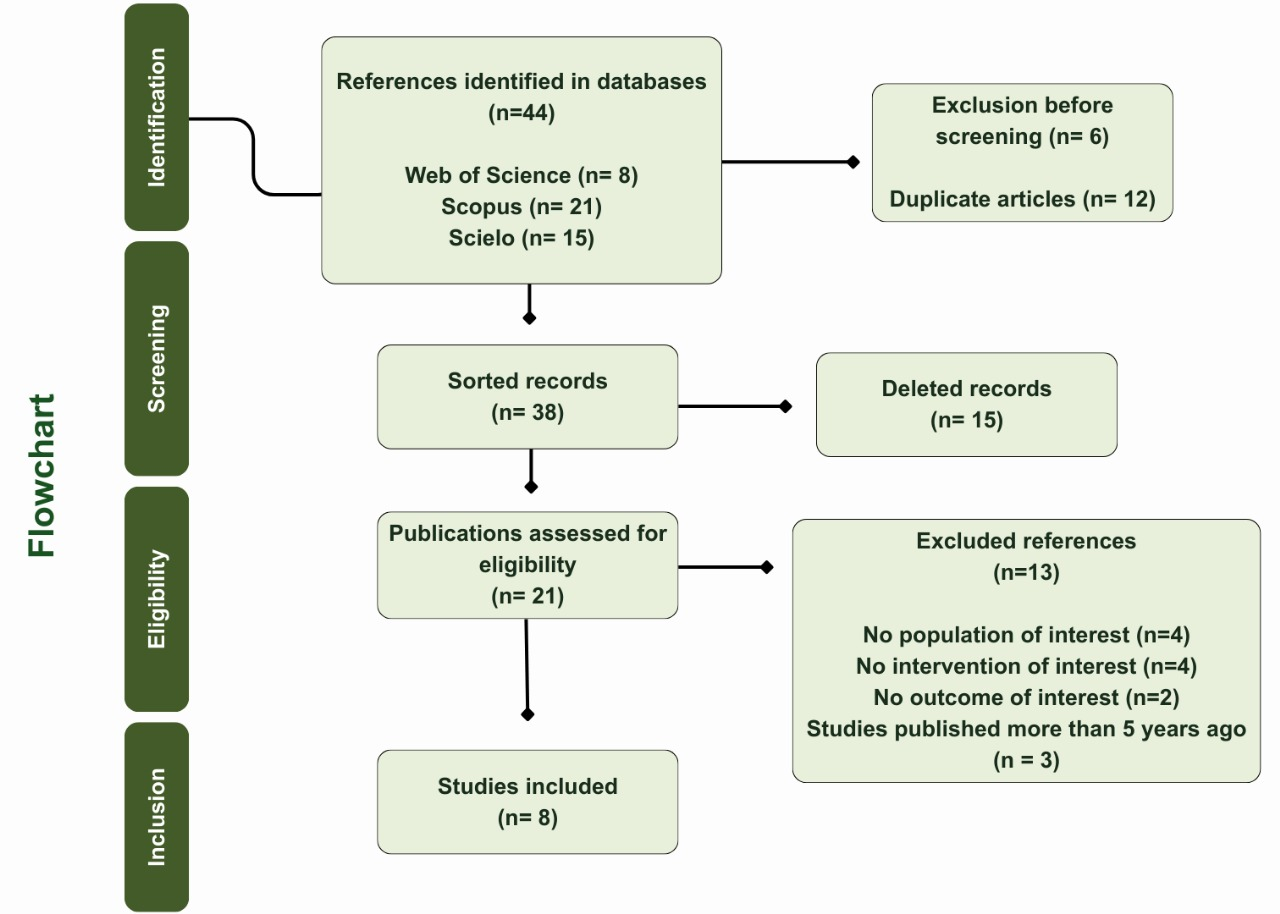 Flowchart
Identification
References identified in databases
(n=44)
Web of Science (n= 8)
Scopus (n= 21)
Scielo (n= 15)
Exclusion before
screening (n= 6)
Duplicate articles (n= 12)
Screening
Sorted records
(n= 38)
Deleted records
(n= 15)
Eligibility
Publications assessed for
eligibility
(n= 21)
Excluded references
(n=13)
No population of interest (n=4)
No intervention of interest (n=4)
No outcome of interest (n=2)
Studies published more than 5 years ago
(n = 3)
Inclusion
Studies included
(n= 8)